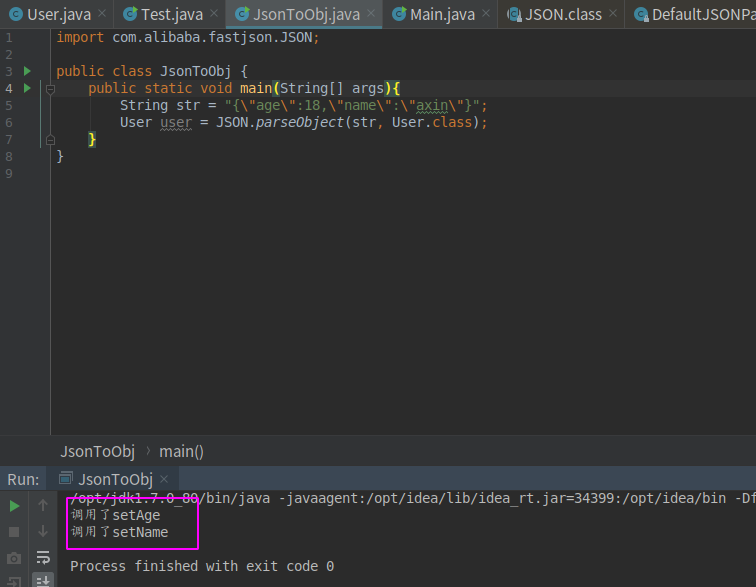 User.java Test.java JsonToObj.java Main.java JSON.class DefaultJSONPa
1 import com.alibaba.fastjson.JSON;
2
3 public class JsonToObj {
4 public static void main(String[] args){
5 String str = "{\"age\":18,\"name\":\"axin\"}";
6 User user = JSON.parseObject(str, User.class);
7 }
8 }
9
JsonToObj main()
Run: JsonToObj
/opt/jdk1.7.0_80/bin/java -javaagent:/opt/idea/lib/idea_rt.jar=34399:/opt/idea/bin -Df
调用了setAge
调用了setName
Process finished with exit code 0